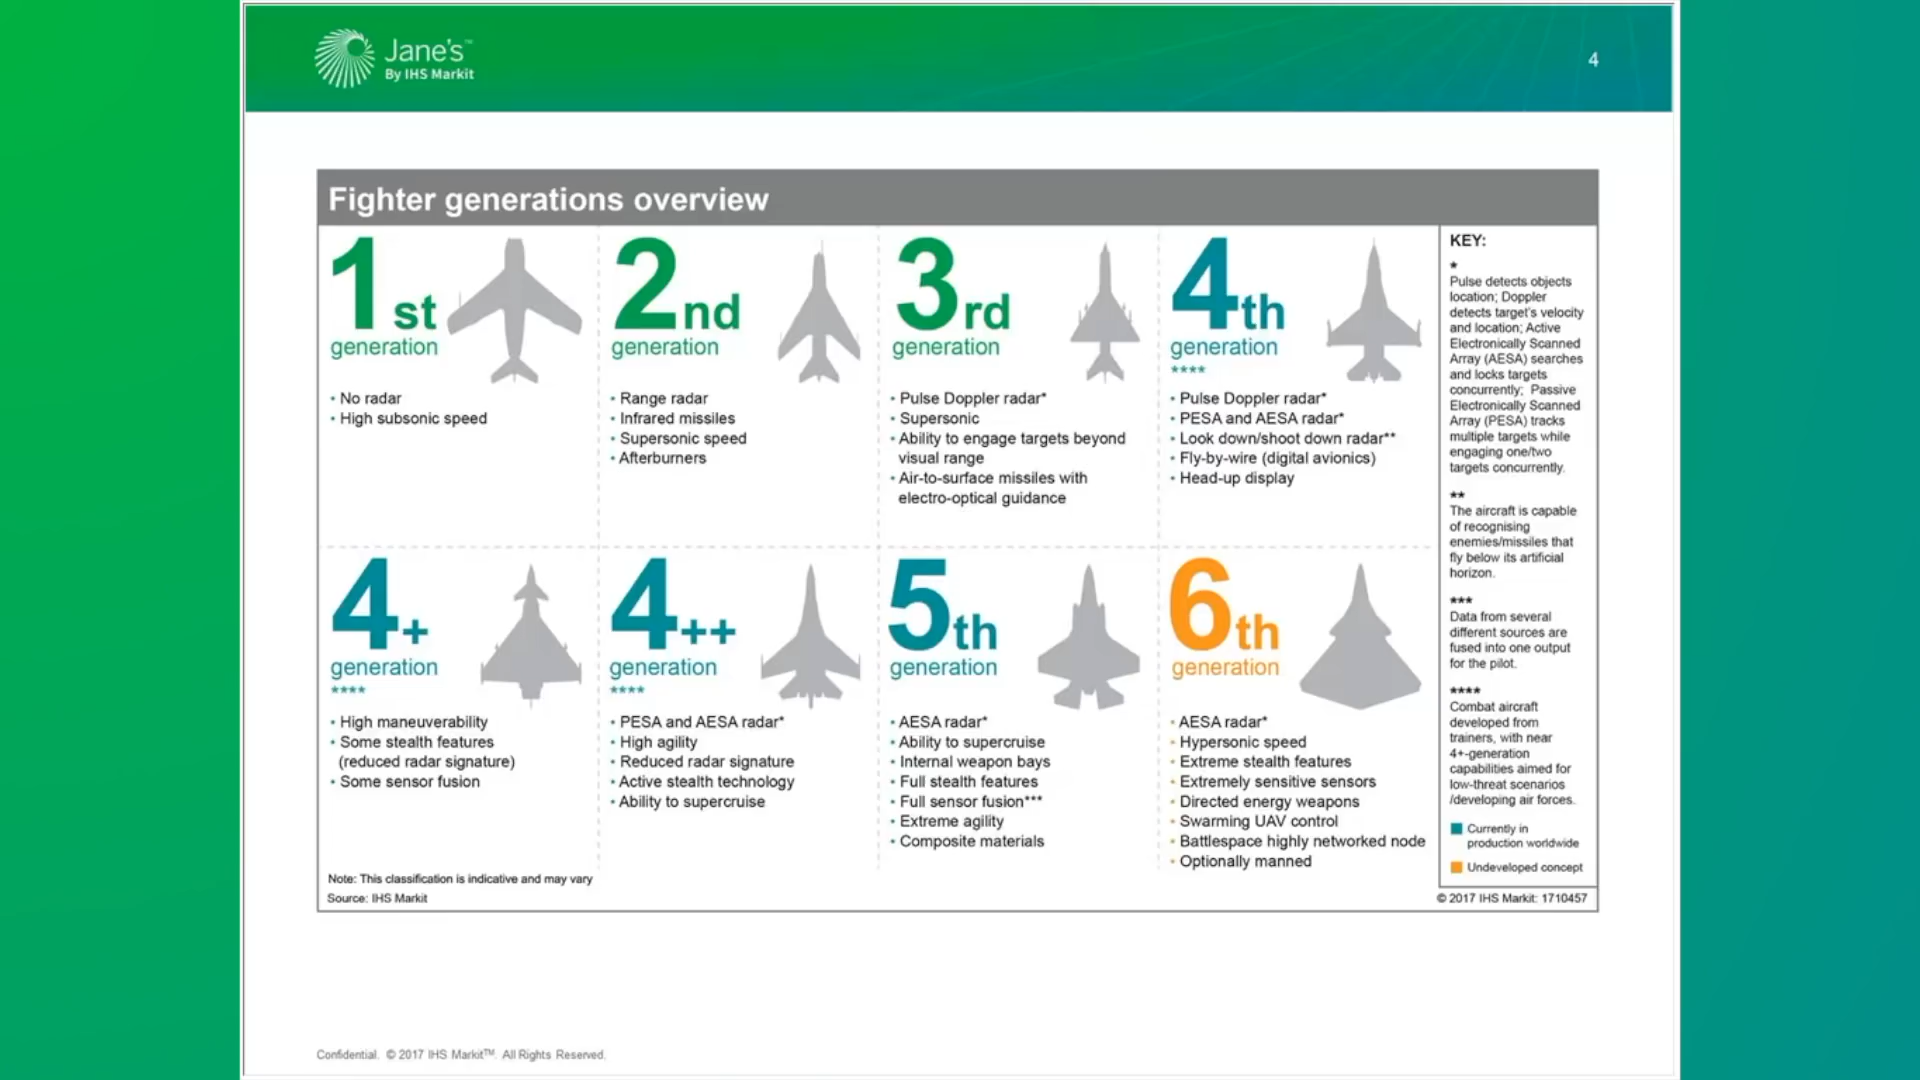 Jane's™
By IHS Markit
4
Fighter generations overview
1st
generation
• No radar
• High subsonic speed
2nd
generation
• Range radar
• Infrared missiles
• Supersonic speed
• Afterburners
3rd
generation
• Pulse Doppler radar*
• Supersonic
• Ability to engage targets beyond
visual range
• Air-to-surface missiles with
electro-optical guidance
4th
generation
****
• Pulse Doppler radar*
• PESA and AESA radar*
• Look down/shoot down radar**
• Fly-by-wire (digital avionics)
• Head-up display
4+
generation
****
• High maneuverability
• Some stealth features
(reduced radar signature)
• Some sensor fusion
4++
generation
****
• PESA and AESA radar*
• High agility
• Reduced radar signature
• Active stealth technology
• Ability to supercruise
5th
generation
• AESA radar*
• Ability to supercruise
• Internal weapon bays
• Full stealth features
• Full sensor fusion***
• Extreme agility
• Composite materials
6th
generation
• AESA radar*
• Hypersonic speed
• Extreme stealth features
• Extremely sensitive sensors
• Directed energy weapons
• Swarming UAV control
• Battlespace highly networked node
• Optionally manned
KEY:
*
Pulse detects objects
location; Doppler
detects target's velocity
and location; Active
Electronically Scanned
Array (AESA) searches
and locks targets
concurrently; Passive
Electronically Scanned
Array (PESA) tracks
multiple targets while
engaging one/two
targets concurrently.
**
The aircraft is capable
of recognising
enemies/missiles that
fly below its artificial
horizon.
***
Data from several
different sources are
fused into one output
for the pilot.
****
Combat aircraft
developed from
trainers, with near
4+-generation
capabilities aimed for
low-threat scenarios
/developing air forces.
Currently in
production worldwide
Undeveloped concept
Note: This classification is indicative and may vary
Source: IHS Markit
© 2017 IHS Markit: 1710457
Confidential. © 2017 IHS Markit™. All Rights Reserved.